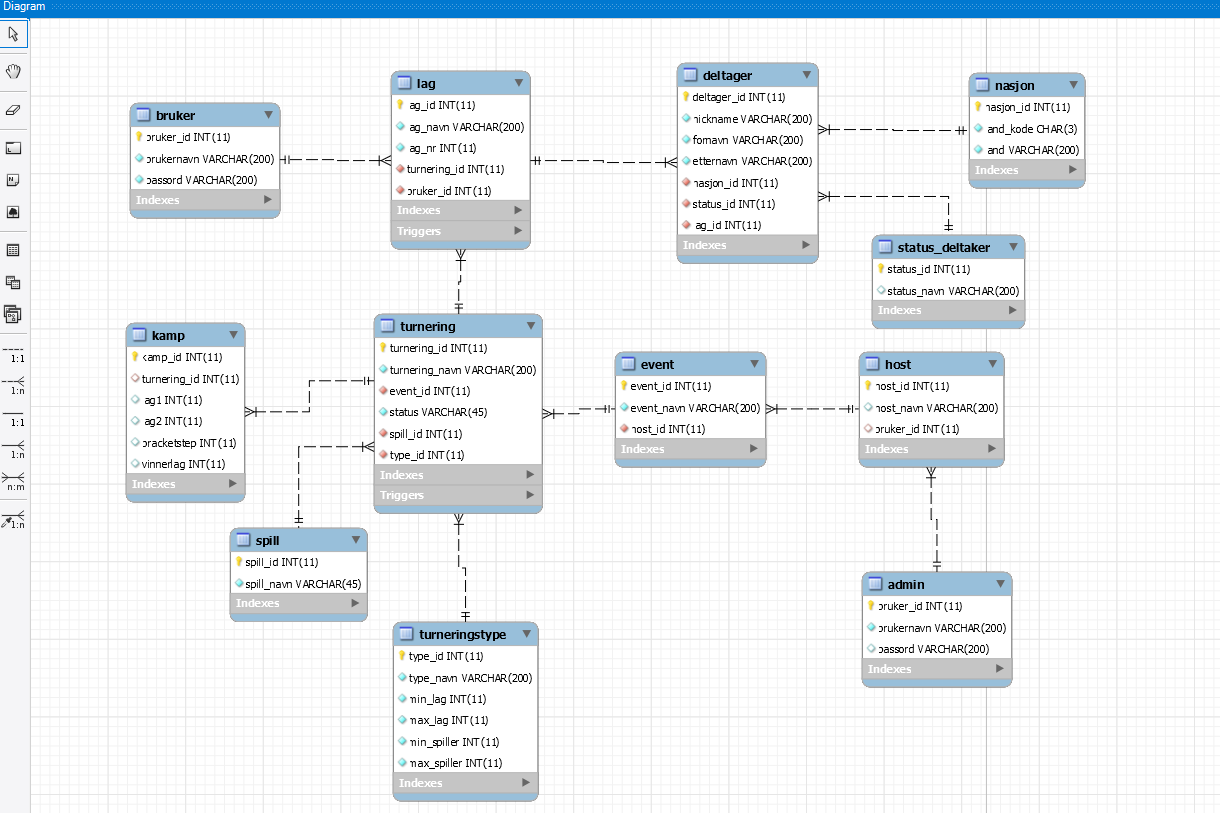 Diagram
1:1
1:n
1:1
1:n
n:m
1:n
bruker
bruker_id INT(11)
brukernavn VARCHAR(200)
passord VARCHAR(200)
Indexes
lag
ag_id INT(11)
ag_navn VARCHAR(200)
ag_nr INT(11)
turnering_id INT(11)
bruker_id INT(11)
Indexes
Triggers
deltager
deltager_id INT(11)
nickname VARCHAR(200)
fornavn VARCHAR(200)
etternavn VARCHAR(200)
nasjon_id INT(11)
status_id INT(11)
ag_id INT(11)
Indexes
nasjon
nasjon_id INT(11)
and_kode CHAR(3)
and VARCHAR(200)
Indexes
status_deltaker
status_id INT(11)
status_navn VARCHAR(200)
Indexes
kamp
kamp_id INT(11)
turnering_id INT(11)
ag1 INT(11)
ag2 INT(11)
bracketstep INT(11)
vinnerlag INT(11)
Indexes
turnering
turnering_id INT(11)
turnering_navn VARCHAR(200)
event_id INT(11)
status VARCHAR(45)
spill_id INT(11)
type_id INT(11)
Indexes
Triggers
event
event_id INT(11)
event_navn VARCHAR(200)
host_id INT(11)
Indexes
host
host_id INT(11)
host_navn VARCHAR(200)
bruker_id INT(11)
Indexes
spill
spill_id INT(11)
spill_navn VARCHAR(45)
Indexes
admin
bruker_id INT(11)
brukernavn VARCHAR(200)
passord VARCHAR(200)
Indexes
turneringstype
type_id INT(11)
type_navn VARCHAR(200)
min_lag INT(11)
max_lag INT(11)
min_spiller INT(11)
max_spiller INT(11)
Indexes